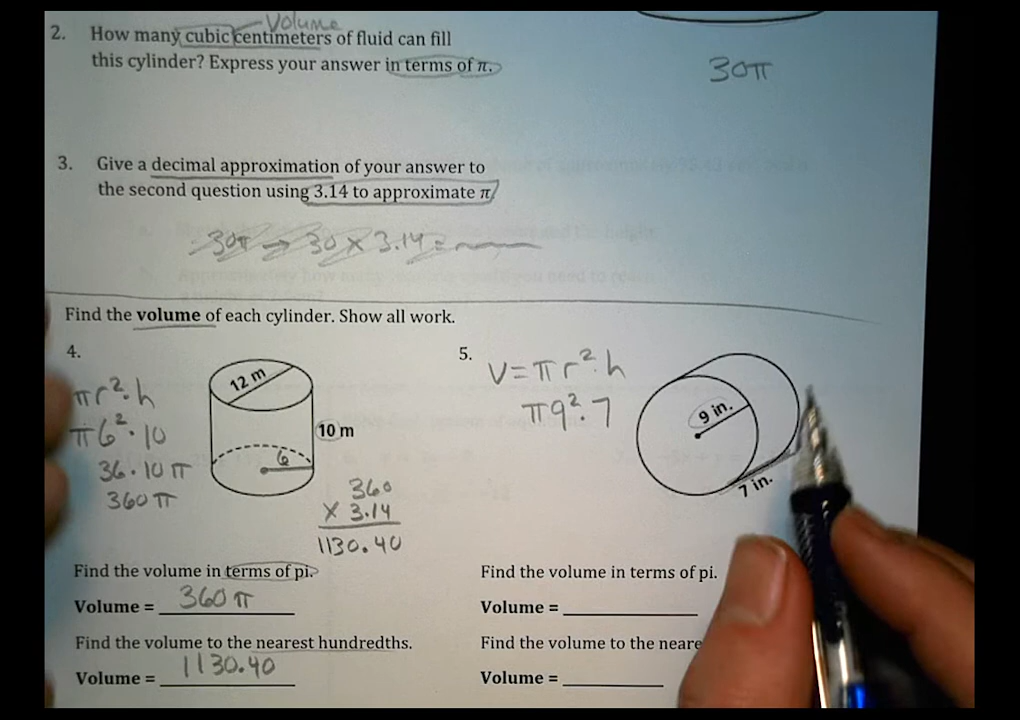 Volume
2. How many cubic centimeters of fluid can fill
this cylinder? Express your answer in terms of π.
30π
3. Give a decimal approximation of your answer to
the second question using 3.14 to approximate π
30π → 30 × 3.14 =
Find the volume of each cylinder. Show all work.
4.
πr²·h
π6²·10
36·10π
360π
12 m
10 m
6
360
× 3.14
1130.40
Find the volume in terms of pi.
Volume = 360π
Find the volume to the nearest hundredths.
Volume = 1130.40
5.
V=πr²·h
π9²·7
9 in.
7 in.
Find the volume in terms of pi.
Volume =
Find the volume to the
Volume =